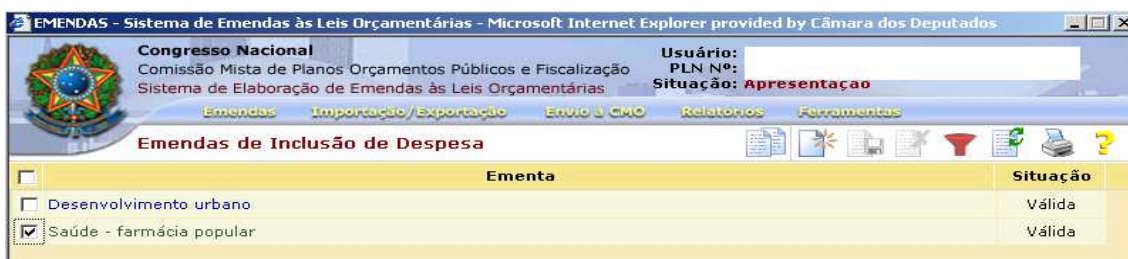 EMENDAS - Sistema de Emendas às Leis Orçamentárias - Microsoft Internet Explorer provided by Câmara dos Deputados
Congresso Nacional
Comissão Mista de Planos Orçamentos Públicos e Fiscalização
Sistema de Elaboração de Emendas às Leis Orçamentárias
Usuário:
PLN Nº:
Situação: Apresentaçao
Emendas Importação/Exportação Envio à CMO Relatórios Ferramentas
Emendas de Inclusão de Despesa
Ementa Situação
Desenvolvimento urbano Válida
Saúde - farmácia popular Válida